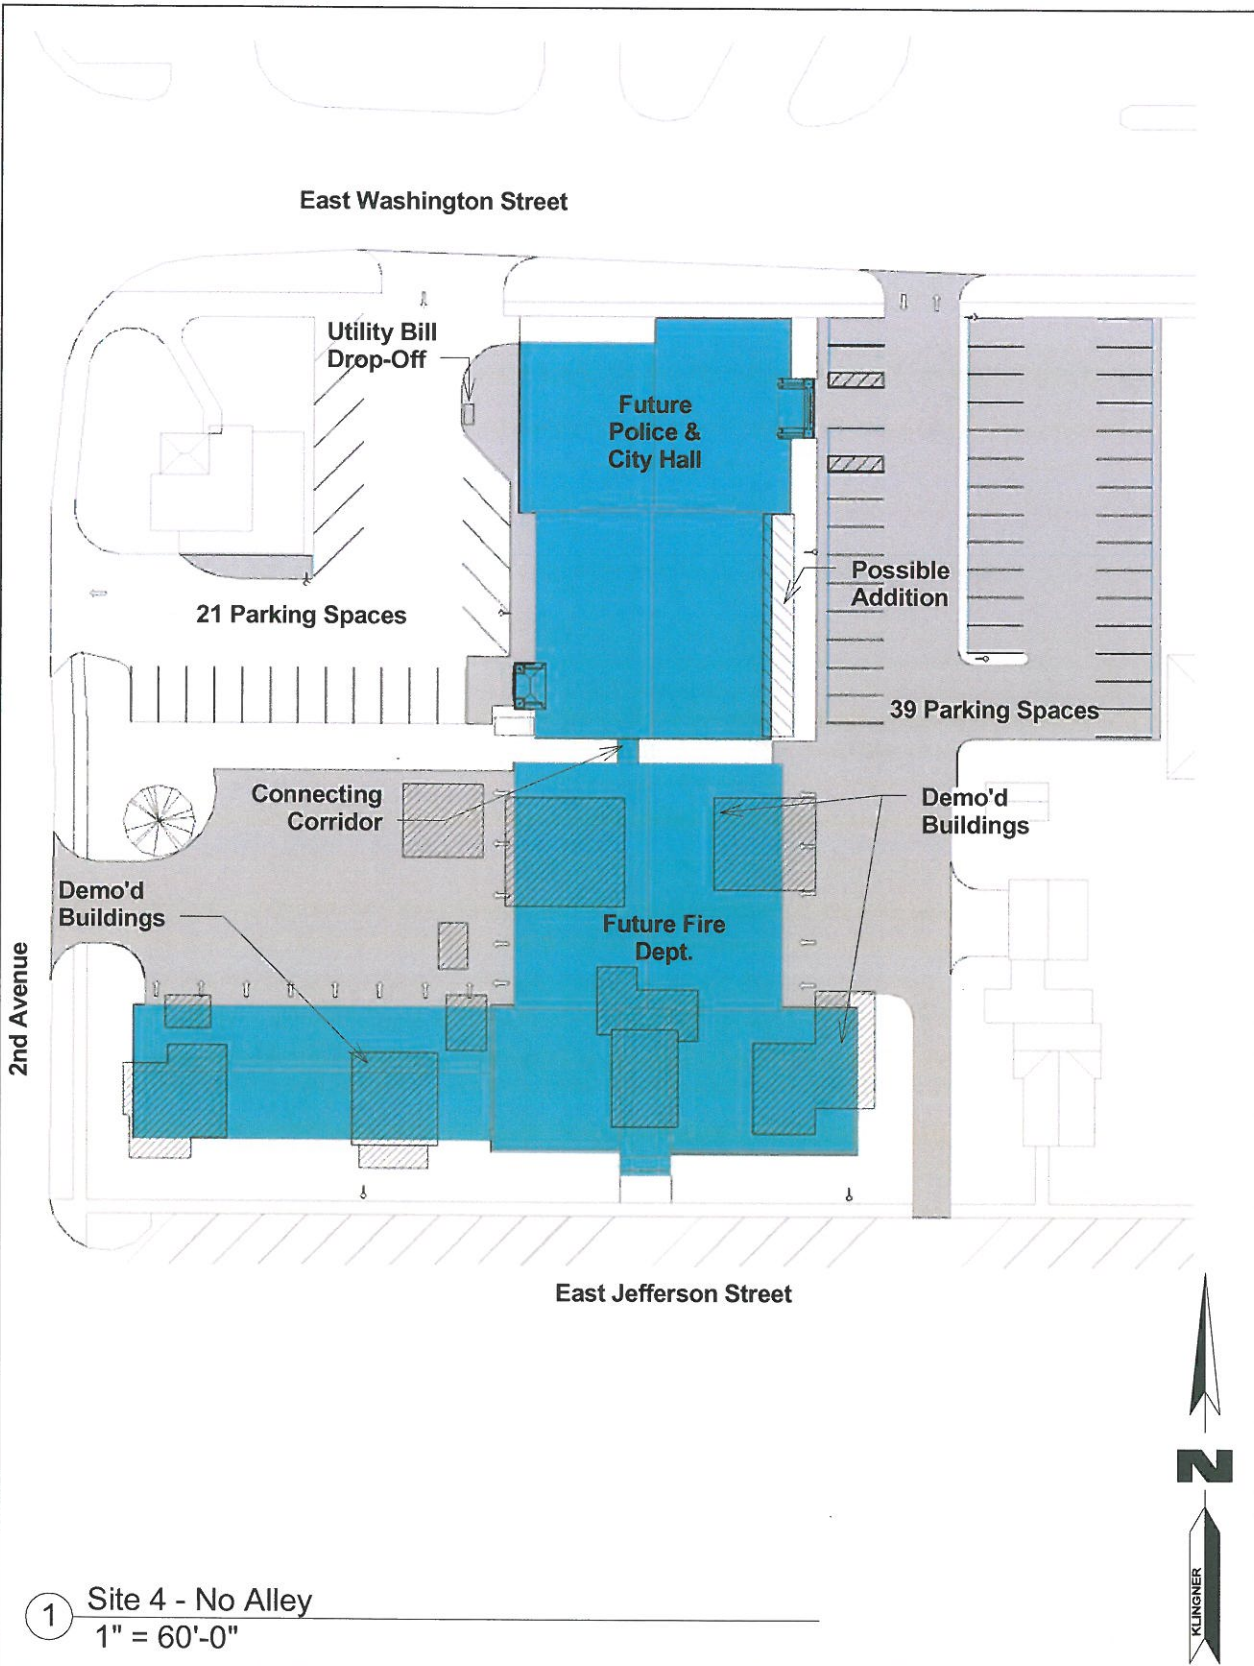 East Washington Street
Utility Bill
Drop-Off
Future
Police &
City Hall
Possible
Addition
21 Parking Spaces
39 Parking Spaces
Connecting
Corridor
Demo'd
Buildings
Demo'd
Buildings
Future Fire
Dept.
2nd Avenue
East Jefferson Street
N
KLINGNER
1
Site 4 - No Alley
1" = 60'-0"